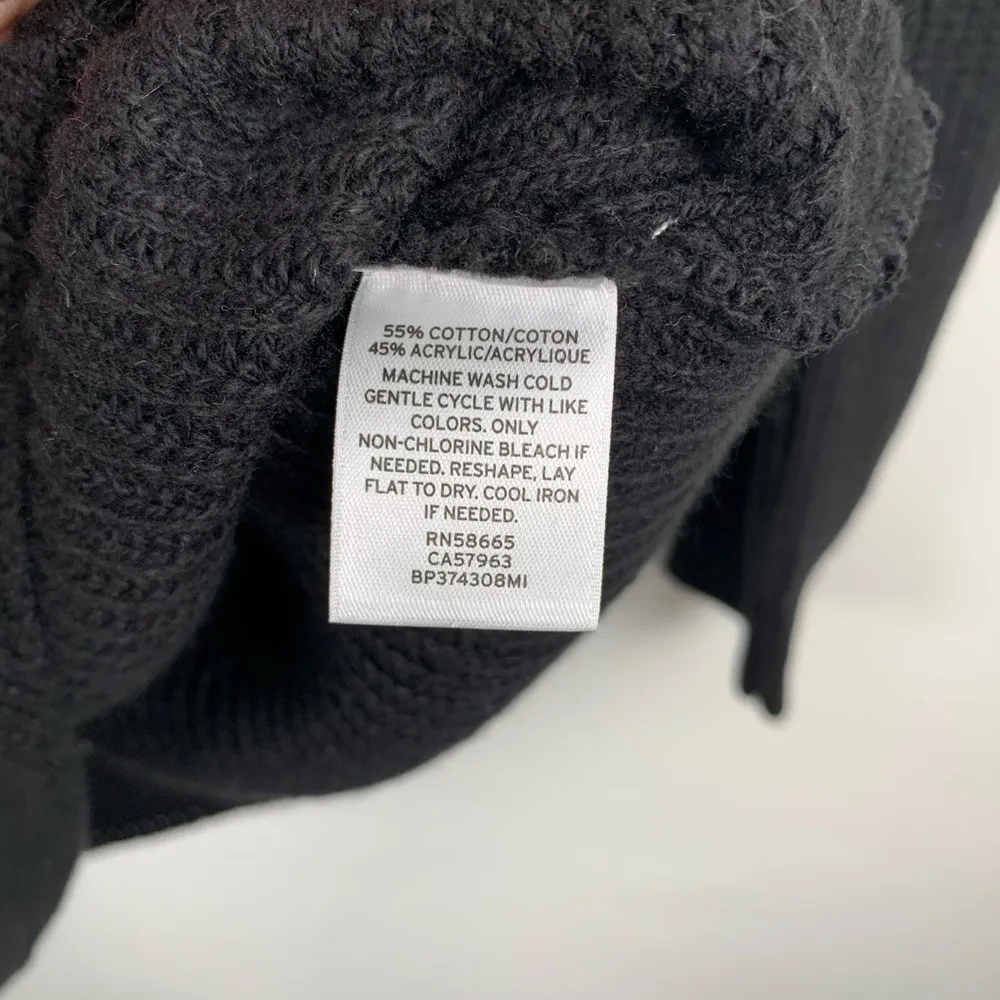 55% COTTON/COTON
45% ACRYLIC/ACRYLIQUE
MACHINE WASH COLD
GENTLE CYCLE WITH LIKE
COLORS. ONLY
NON-CHLORINE BLEACH IF
NEEDED. RESHAPE, LAY
FLAT TO DRY. COOL IRON
IF NEEDED.
RN58665
CA57963
BP374308MI